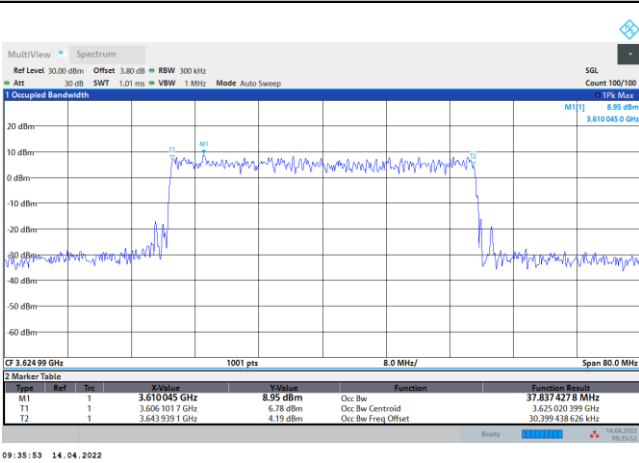 MultiView Spectrum
Ref Level 30.00 dBm Offset 3.80 dB RBW 300 kHz SGL
Att 30 dB SWT 1.01 ms VBW 1 MHz Mode Auto Sweep Count 100/100
1 Occupied Bandwidth 1Pk Max
M1[1] 8.95 dBm
3.610 045 0 GHz
20 dBm
T1 M1 T2
10 dBm
0 dBm
-10 dBm
-20 dBm
-30 dBm
-40 dBm
-50 dBm
-60 dBm
CF 3.624 99 GHz 1001 pts 8.0 MHz/ Span 80.0 MHz
2 Marker Table
Type Ref Trc X-Value Y-Value Function Function Result
M1 1 3.610045 GHz 8.95 dBm Occ Bw 37.837 427 8 MHz
T1 1 3.606 101 7 GHz 6.78 dBm Occ Bw Centroid 3.625 020 399 GHz
T2 1 3.643 939 1 GHz 4.19 dBm Occ Bw Freq Offset 30.399 438 626 kHz
Ready 14.04.2022
09:35:52
09:35:53 14.04.2022